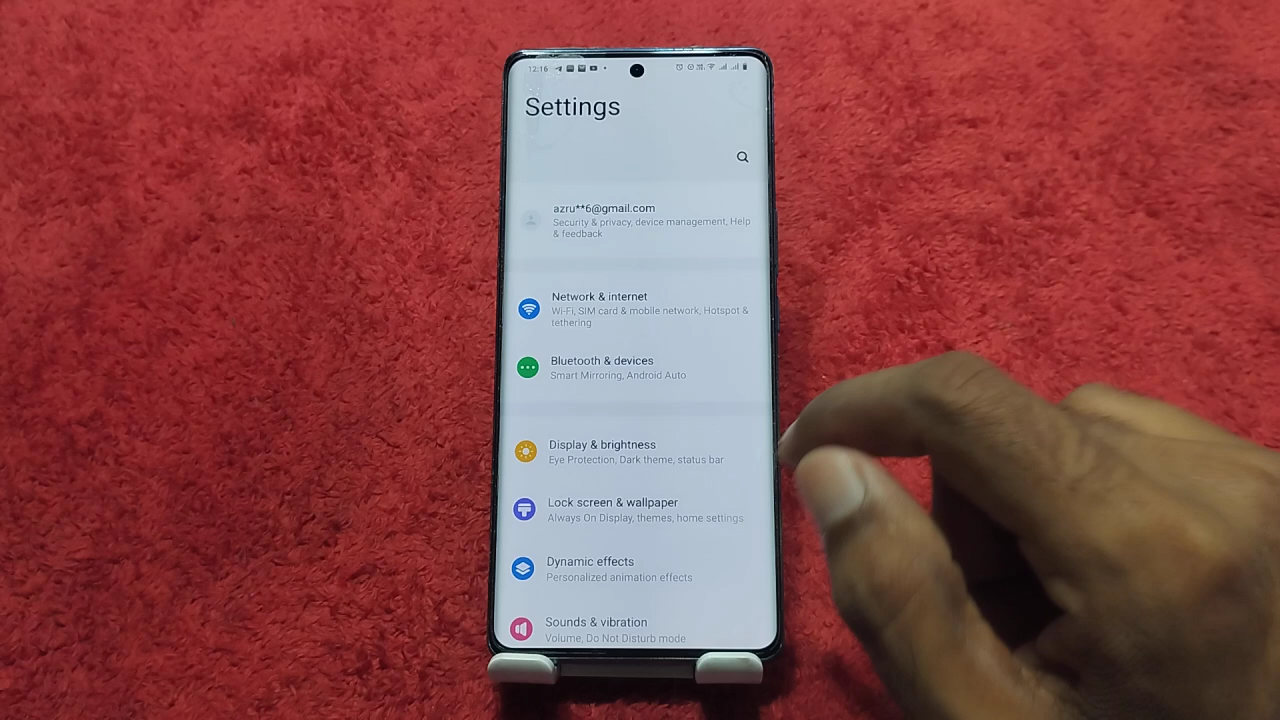 12:16
Settings
azru**6@gmail.com
Security & privacy, device management, Help
& feedback
Network & internet
Wi-Fi, SIM card & mobile network, Hotspot &
tethering
Bluetooth & devices
Smart Mirroring, Android Auto
Display & brightness
Eye Protection, Dark theme, status bar
Lock screen & wallpaper
Always On Display, themes, home settings
Dynamic effects
Personalized animation effects
Sounds & vibration
Volume, Do Not Disturb mode